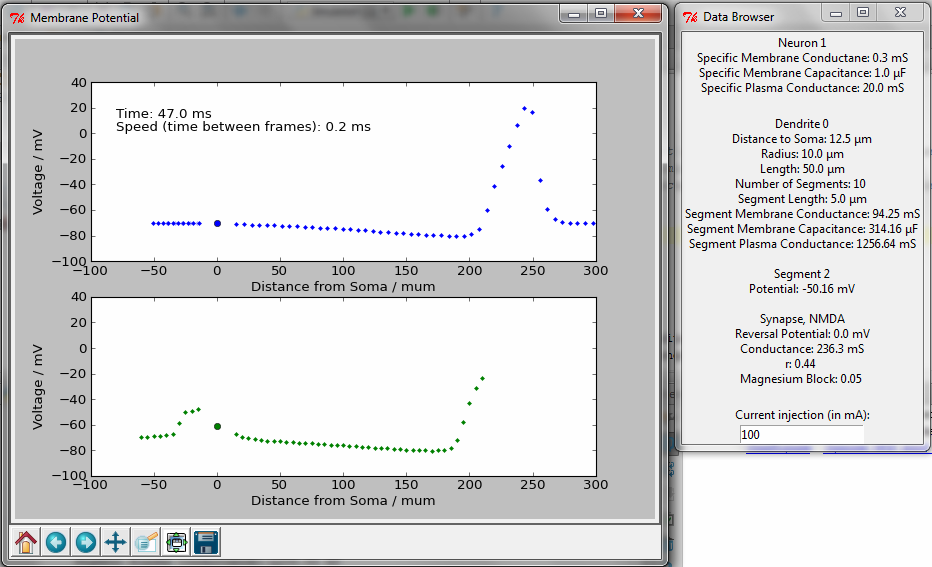 Membrane Potential
40
20
0
−20
−40
−60
−80
−100
Voltage / mV
Time: 47.0 ms
Speed (time between frames): 0.2 ms
−100
−50
0
50
100
150
200
250
300
Distance from Soma / mum
40
20
0
−20
−40
−60
−80
−100
Voltage / mV
−100
−50
0
50
100
150
200
250
300
Distance from Soma / mum
Data Browser
Neuron 1
Specific Membrane Conductane: 0.3 mS
Specific Membrane Capacitance: 1.0 µF
Specific Plasma Conductance: 20.0 mS
Dendrite 0
Distance to Soma: 12.5 µm
Radius: 10.0 µm
Length: 50.0 µm
Number of Segments: 10
Segment Length: 5.0 µm
Segment Membrane Conductance: 94.25 mS
Segment Membrane Capacitance: 314.16 µF
Segment Plasma Conductance: 1256.64 mS
Segment 2
Potential: -50.16 mV
Synapse, NMDA
Reversal Potential: 0.0 mV
Conductance: 236.3 mS
r: 0.44
Magnesium Block: 0.05
Current injection (in mA):
100